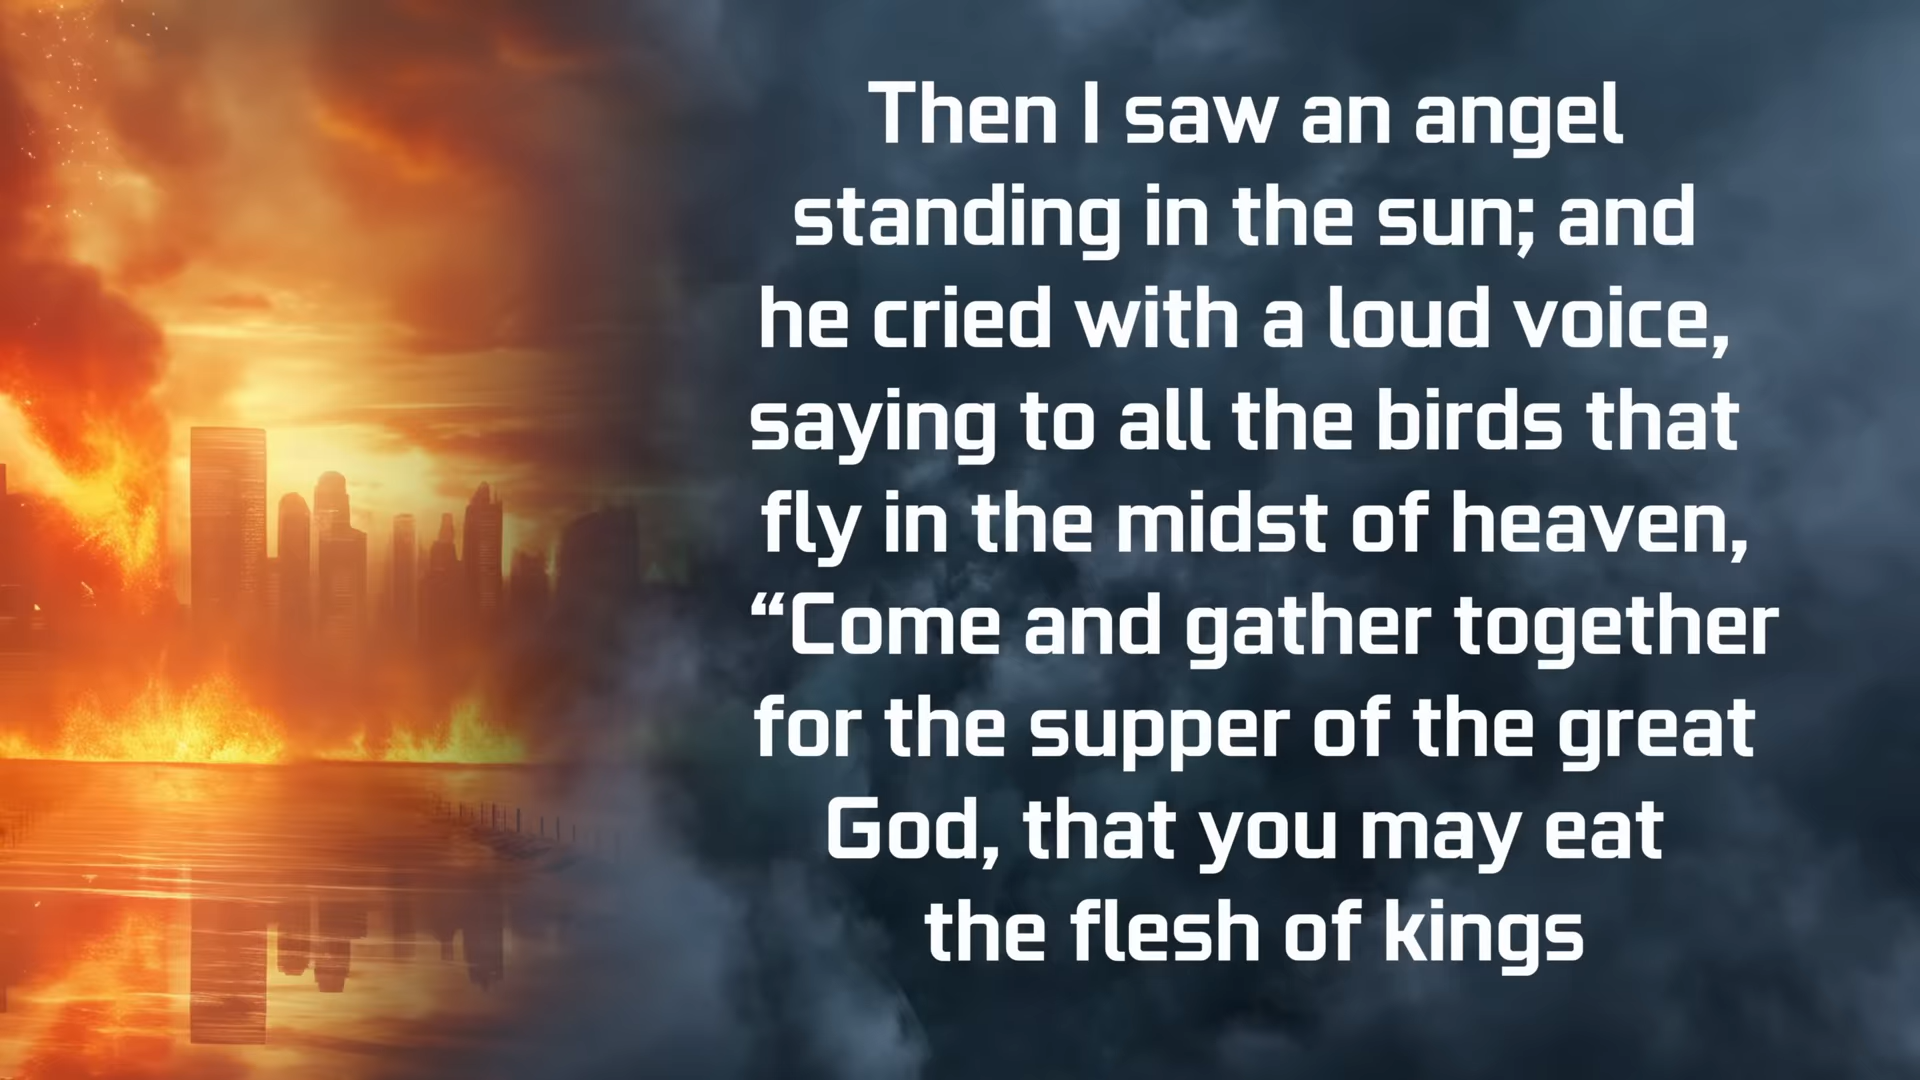 Then I saw an angel
standing in the sun; and
he cried with a loud voice,
saying to all the birds that
fly in the midst of heaven,
“Come and gather together
for the supper of the great
God, that you may eat
the flesh of kings